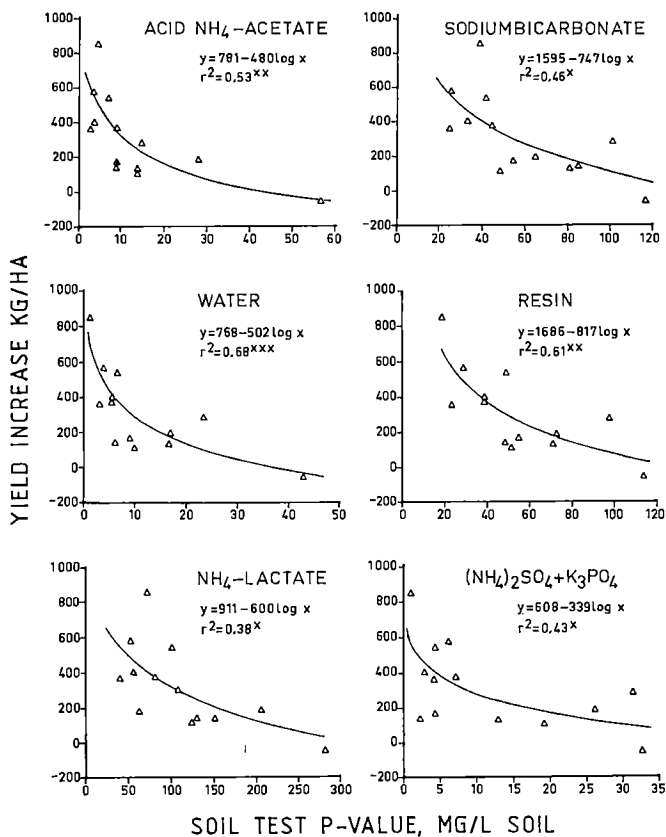 YIELD INCREASE KG/HA
ACID NH₄-ACETATE
y=781-480log x
r²=0,53ˣˣ
1000
800
600
400
200
0
-200
0 10 20 30 40 50 60
SODIUMBICARBONATE
y=1595-747log x
r²=0,46ˣ
1000
800
600
400
200
0
-200
20 40 60 80 100 120
WATER
y=768-502log x
r²=0,68ˣˣˣ
1000
800
600
400
200
0
-200
0 10 20 30 40 50
RESIN
y=1686-817log x
r²=0,61ˣˣ
1000
800
600
400
200
0
-200
0 20 40 60 80 100 120
NH₄-LACTATE
y=911-600log x
r²=0,38ˣ
1000
800
600
400
200
0
-200
0 50 100 150 200 250 300
(NH₄)₂SO₄+K₃PO₄
y=608-339log x
r²=0,43ˣ
1000
800
600
400
200
0
-200
0 5 10 15 20 25 30 35
SOIL TEST P-VALUE, MG/L SOIL